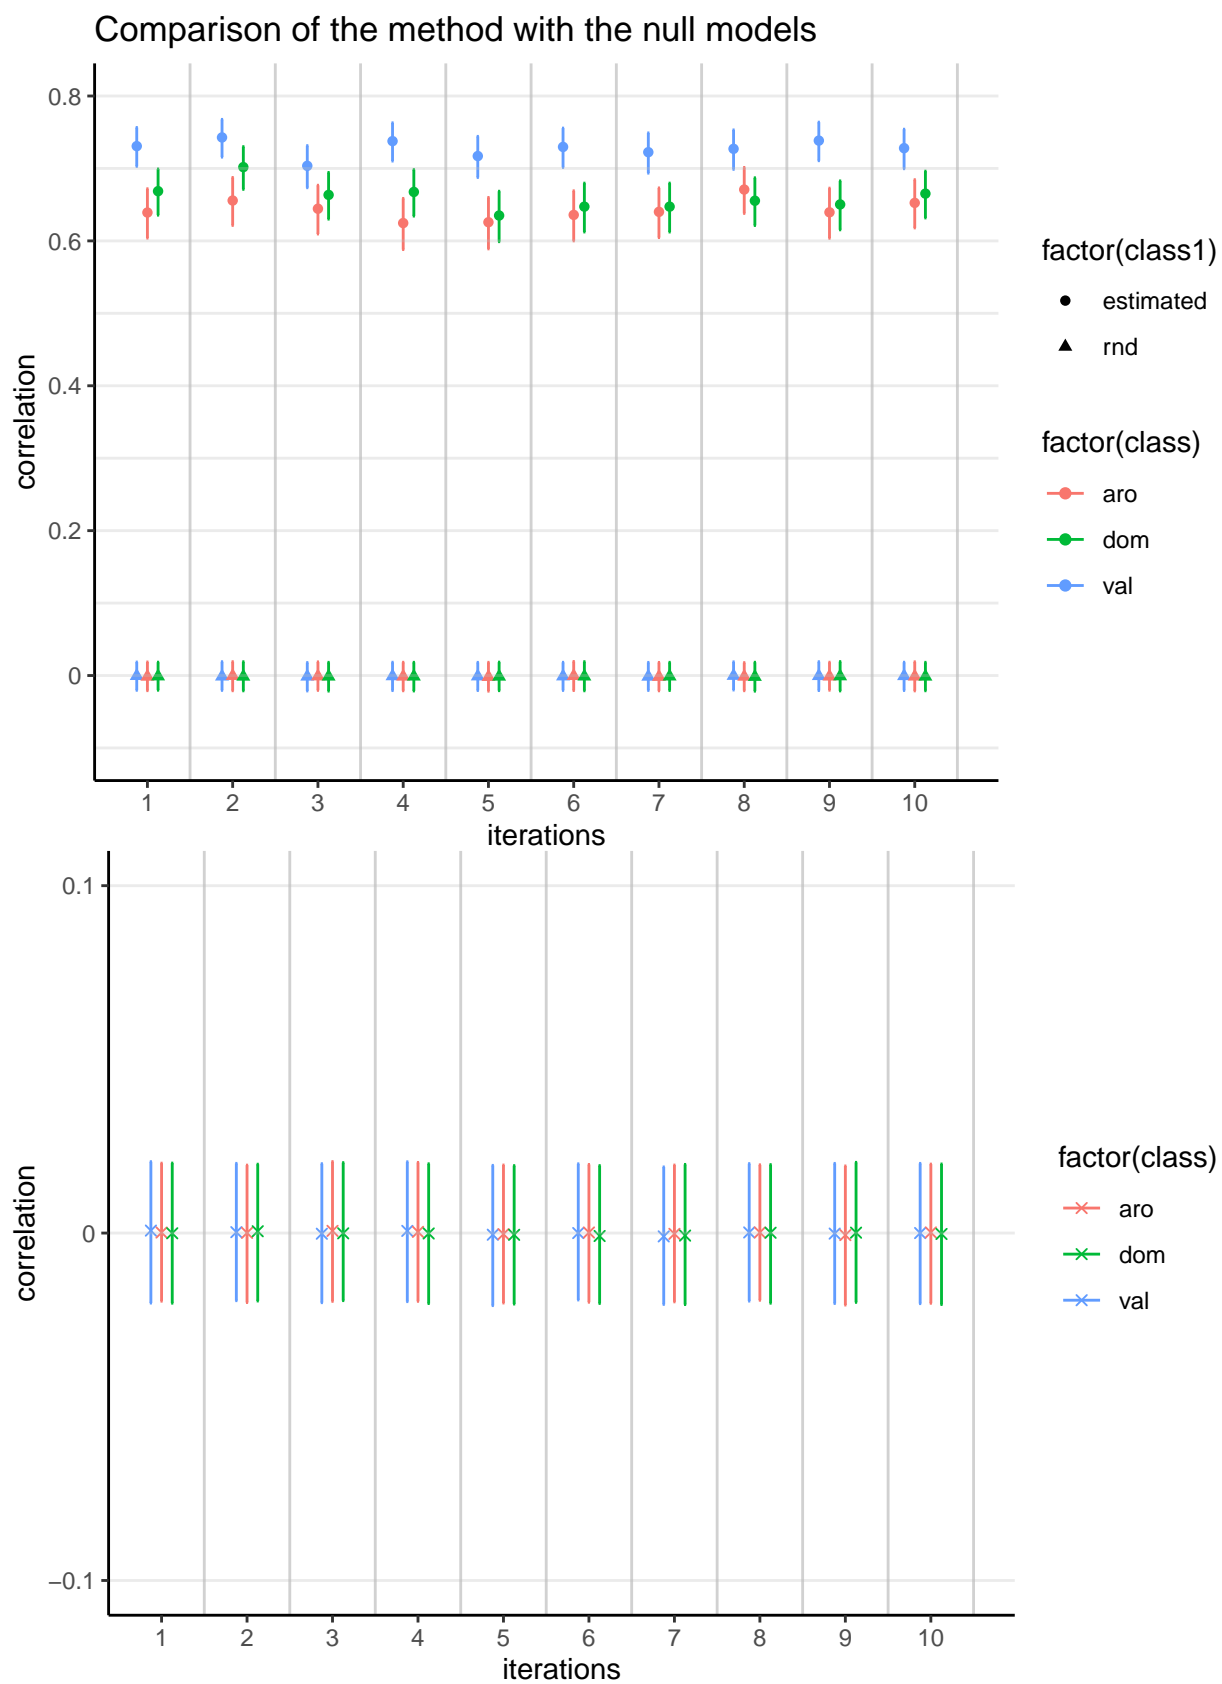 Comparison of the method with the null models
0.8
0.6
0.4
0.2
0
correlation
1 2 3 4 5 6 7 8 9 10
iterations
factor(class1)
estimated
rnd
factor(class)
aro
dom
val
0.1
0
−0.1
correlation
1 2 3 4 5 6 7 8 9 10
iterations
factor(class)
aro
dom
val